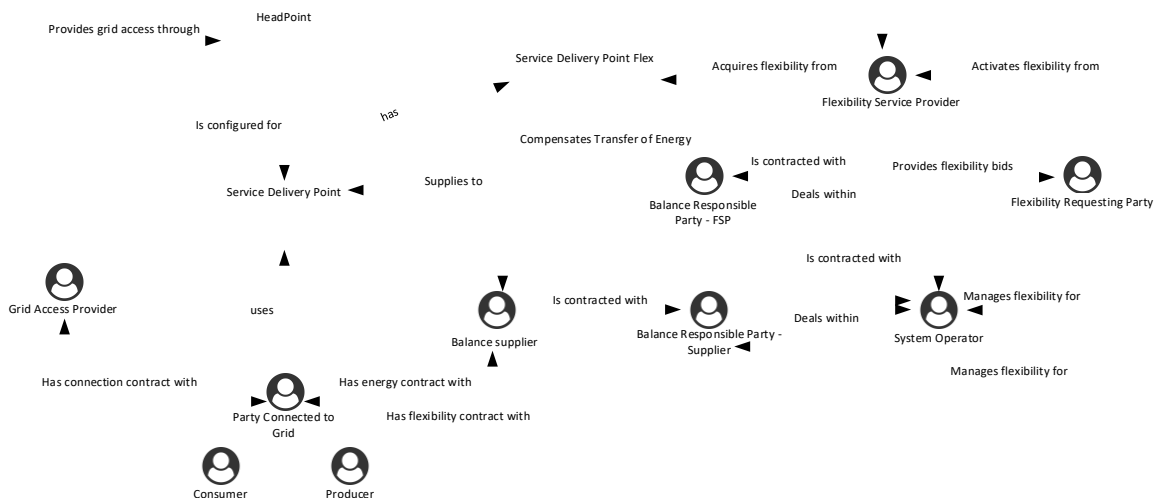 HeadPoint
Provides grid access through
Service Delivery Point Flex
Acquires flexibility from
Activates flexibility from
Flexibility Service Provider
has
Is configured for
Compensates Transfer of Energy
Is contracted with
Provides flexibility bids
Supplies to
Service Delivery Point
Deals within
Balance Responsible
Party - FSP
Flexibility Requesting Party
Is contracted with
Grid Access Provider
uses
Is contracted with
Manages flexibility for
Deals within
Balance supplier
Balance Responsible Party -
Supplier
System Operator
Manages flexibility for
Has connection contract with
Has energy contract with
Party Connected to
Grid
Has flexibility contract with
Consumer
Producer